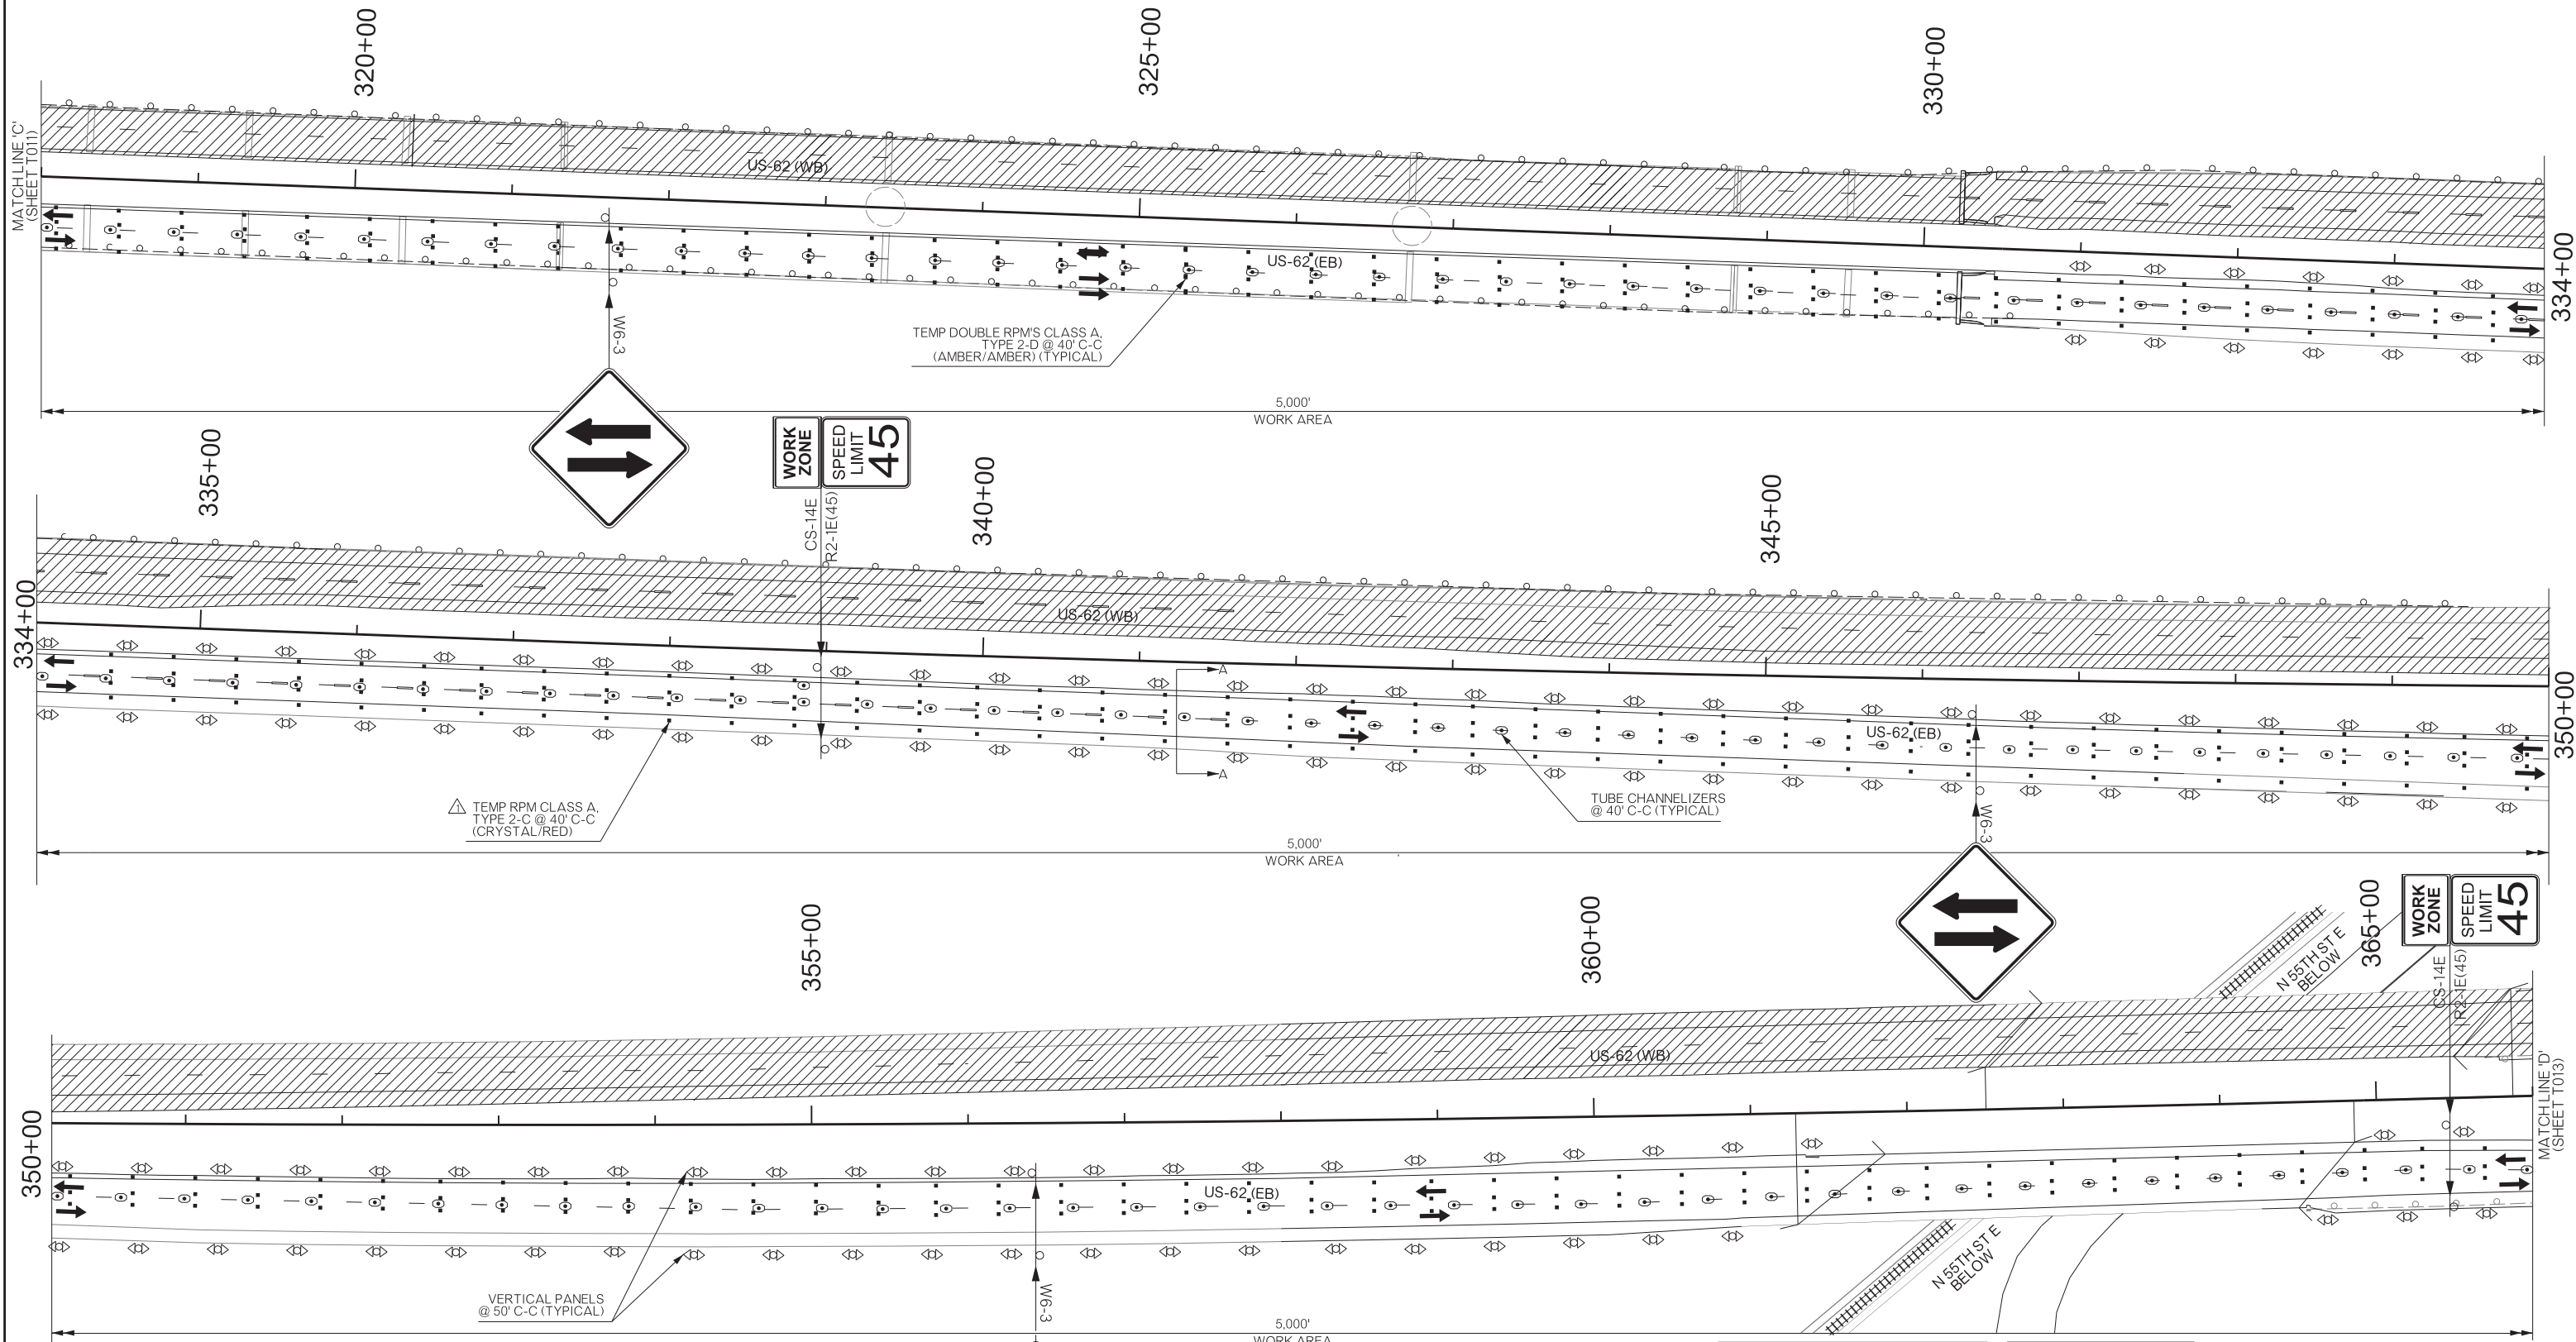 320+00
325+00
330+00
MATCH LINE 'C'
(SHEET T011)
US-62 (WB)
US-62 (EB)
W6-3
TEMP DOUBLE RPM'S CLASS A,
TYPE 2-D @ 40' C-C
(AMBER/AMBER) (TYPICAL)
334+00
5,000'
WORK AREA
335+00
WORK
ZONE
SPEED
LIMIT
45
CS-14E
R2-1E(45)
340+00
345+00
334+00
US-62 (WB)
A
A
US-62 (EB)
350+00
1
TEMP RPM CLASS A,
TYPE 2-C @ 40' C-C
(CRYSTAL/RED)
TUBE CHANNELIZERS
@ 40' C-C (TYPICAL)
W6-3
5,000'
WORK AREA
355+00
360+00
365+00
WORK
ZONE
SPEED
LIMIT
45
N 55TH ST E
BELOW
CS-14E
R2-1E(45)
US-62 (WB)
350+00
MATCH LINE 'D'
(SHEET T013)
US-62 (EB)
N 55TH ST E
BELOW
VERTICAL PANELS
@ 50' C-C (TYPICAL)
W6-3
5,000'
WORK AREA